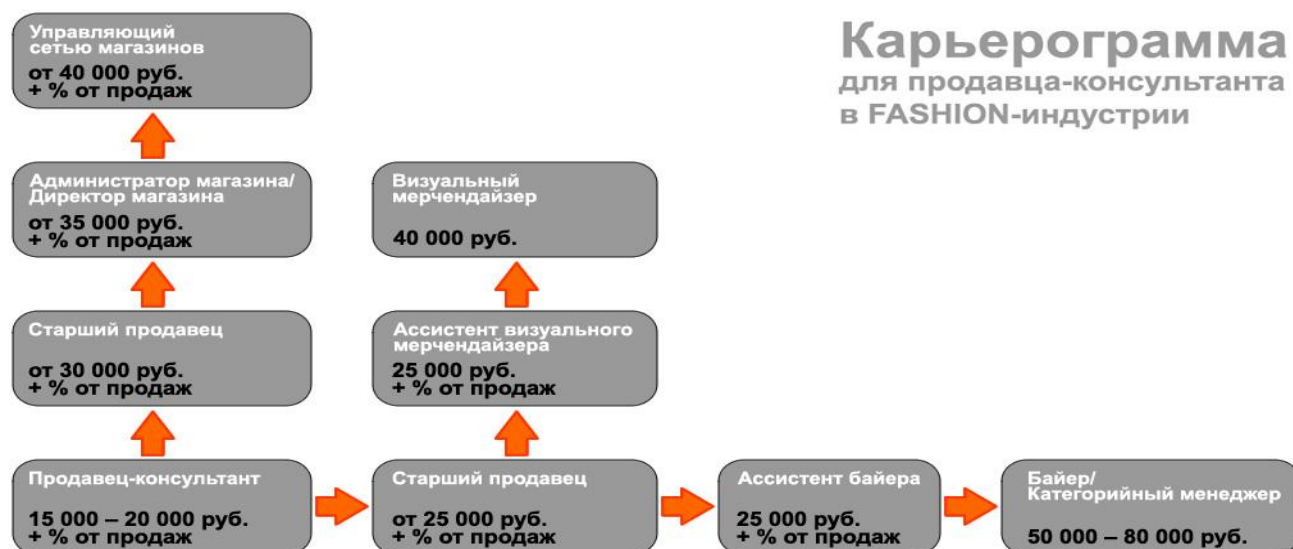 Карьерограмма
для продавца-консультанта
в FASHION-индустрии
Управляющий
сетью магазинов
от 40 000 руб.
+ % от продаж
Администратор магазина/
Директор магазина
от 35 000 руб.
+ % от продаж
Визуальный
мерчендайзер
40 000 руб.
Старший продавец
от 30 000 руб.
+ % от продаж
Ассистент визуального
мерчендайзера
25 000 руб.
+ % от продаж
Продавец-консультант
15 000 – 20 000 руб.
+ % от продаж
Старший продавец
от 25 000 руб.
+ % от продаж
Ассистент байера
25 000 руб.
+ % от продаж
Байер/
Категорийный менеджер
50 000 – 80 000 руб.